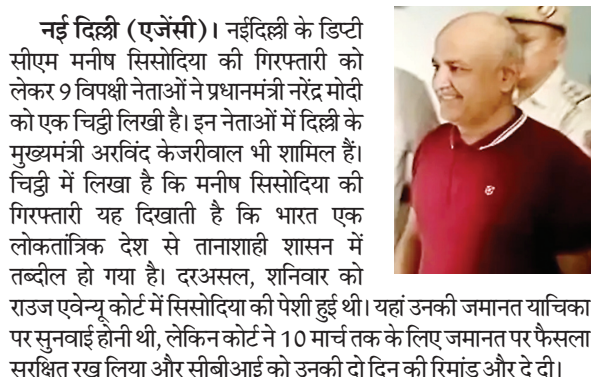 नई दिल्ली (एजेंसी)। नईदिल्ली के डिप्टी
सीएम मनीष सिसोदिया की गिरफ्तारी को
लेकर 9 विपक्षी नेताओं ने प्रधानमंत्री नरेंद्र मोदी
को एक चिट्ठी लिखी है। इन नेताओं में दिल्ली के
मुख्यमंत्री अरविंद केजरीवाल भी शामिल हैं।
चिट्ठी में लिखा है कि मनीष सिसोदिया की
गिरफ्तारी यह दिखाती है कि भारत एक
लोकतांत्रिक देश से तानाशाही शासन में
तब्दील हो गया है। दरअसल, शनिवार को
राउज एवेन्यू कोर्ट में सिसोदिया की पेशी हुई थी। यहां उनकी जमानत याचिका
पर सुनवाई होनी थी, लेकिन कोर्ट ने 10 मार्च तक के लिए जमानत पर फैसला
सुरक्षित रख लिया और सीबीआई को उनकी दो दिन की रिमांड और दे दी।